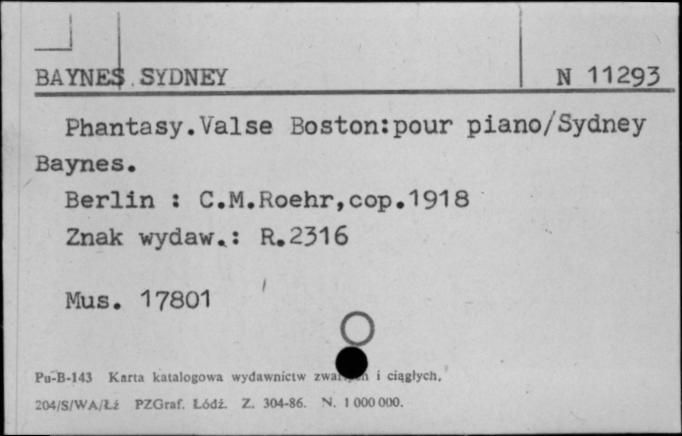 BAYNES SYDNEY N 11293
Phantasy.Valse Boston:pour piano/Sydney
Baynes.
Berlin : C.M.Roehr,cop.1918
Znak wydaw.: R.2316
Mus. 17801
Pu-B-143 Karta katalogowa wydawnictw i ciągłych.
204/S/WA/Łź PZGraf. Łódź. Z. 304-86. N. 1 000 000.